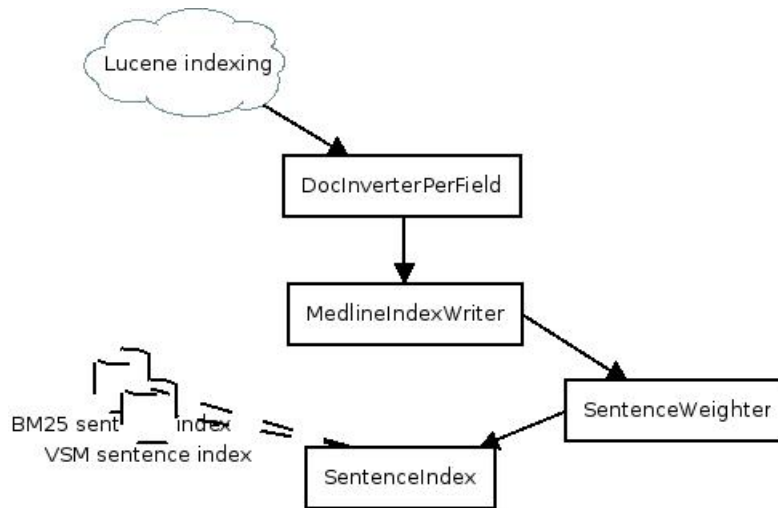 Lucene indexing
DocInverterPerField
MedlineIndexWriter
SentenceWeighter
BM25 sent index
VSM sentence index
SentenceIndex